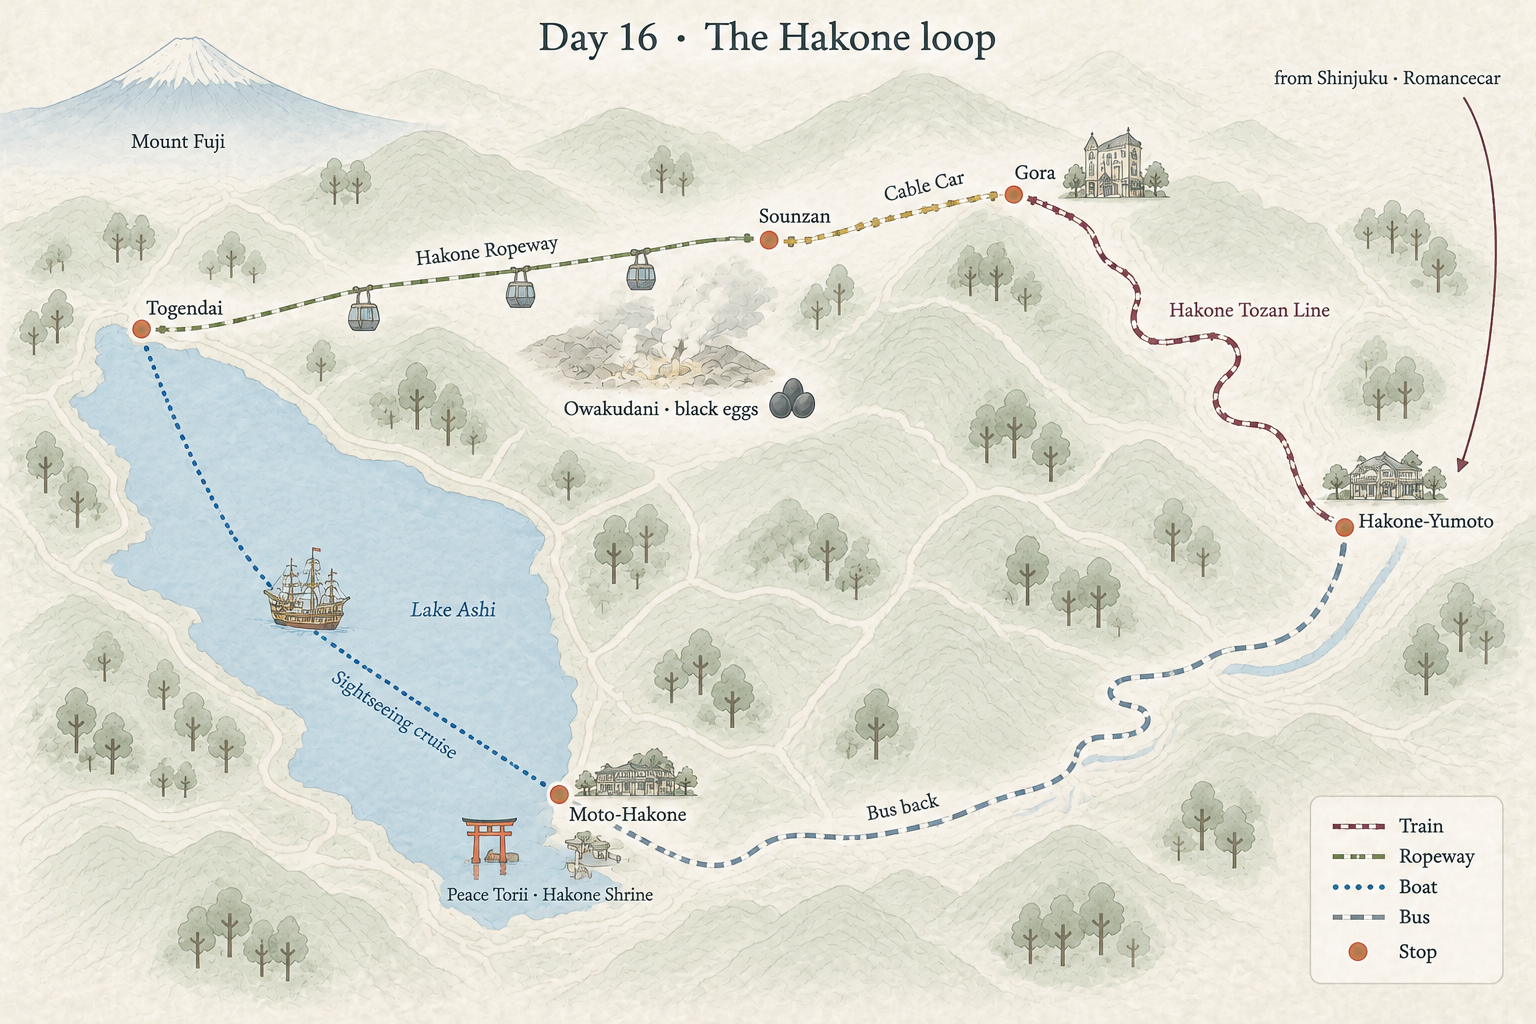 Day 16 · The Hakone loop
from Shinjuku · Romancecar
Mount Fuji
Gora
Cable Car
Sounzan
Hakone Ropeway
Togendai
Hakone Tozan Line
Owakudani · black eggs
Hakone-Yumoto
Lake Ashi
Sightseeing cruise
Moto-Hakone
Bus back
Peace Torii · Hakone Shrine
Train
Ropeway
Boat
Bus
Stop